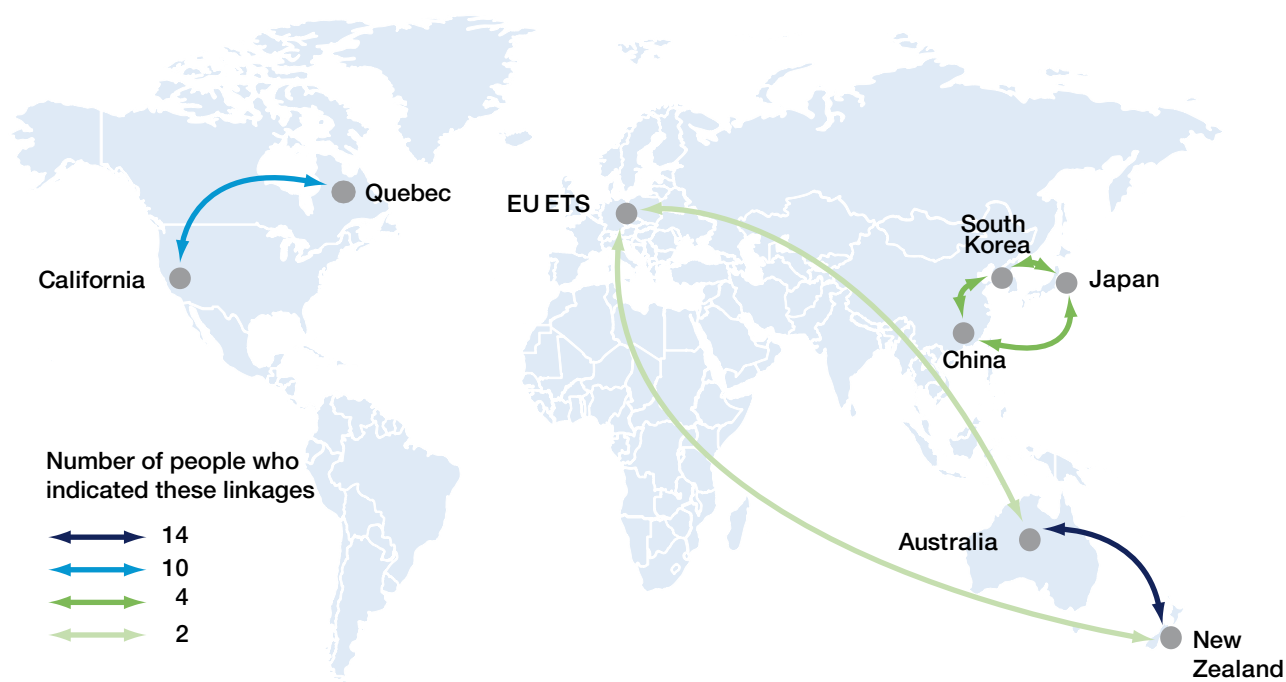 Quebec
EU ETS
South
Korea
California
Japan
China
Number of people who
indicated these linkages
14
10
4
2
Australia
New
Zealand